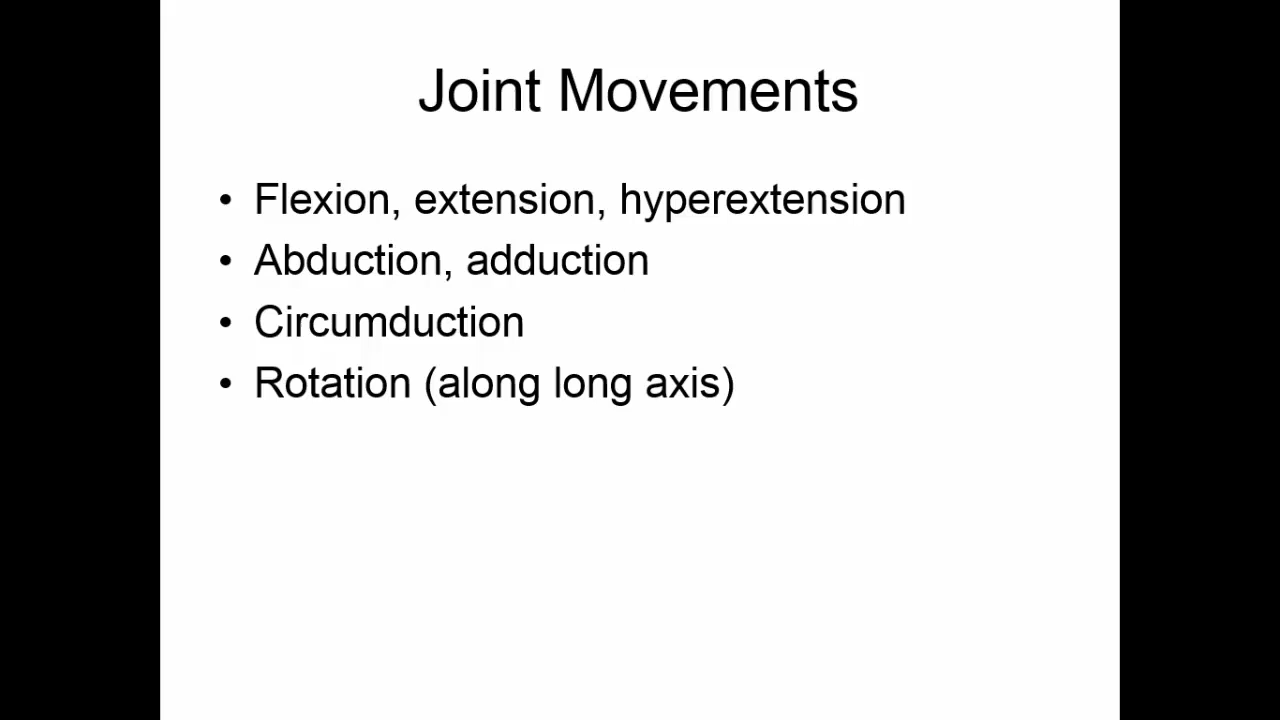 Joint Movements
• Flexion, extension, hyperextension
• Abduction, adduction
• Circumduction
• Rotation (along long axis)